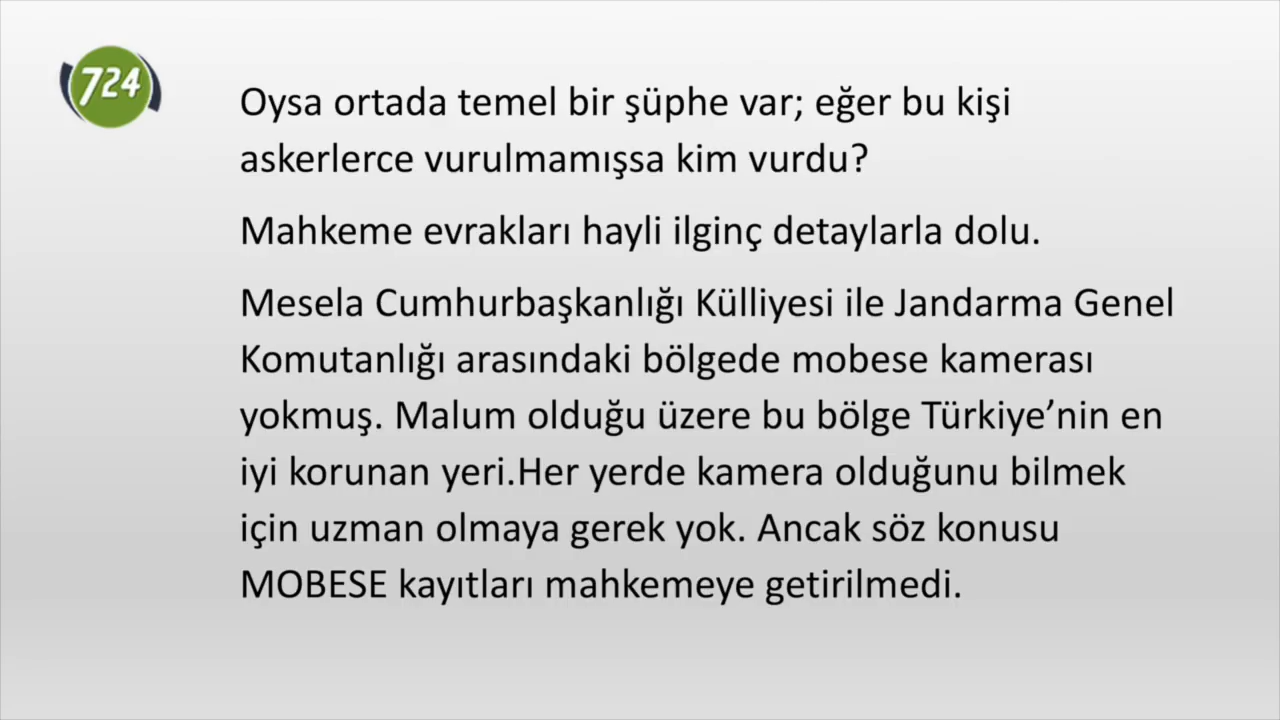 724
Oysa ortada temel bir şüphe var; eğer bu kişi
askerlerce vurulmamışsa kim vurdu?
Mahkeme evrakları hayli ilginç detaylarla dolu.
Mesela Cumhurbaşkanlığı Külliyesi ile Jandarma Genel
Komutanlığı arasındaki bölgede mobese kamerası
yokmuş. Malum olduğu üzere bu bölge Türkiye’nin en
iyi korunan yeri.Her yerde kamera olduğunu bilmek
için uzman olmaya gerek yok. Ancak söz konusu
MOBESE kayıtları mahkemeye getirilmedi.